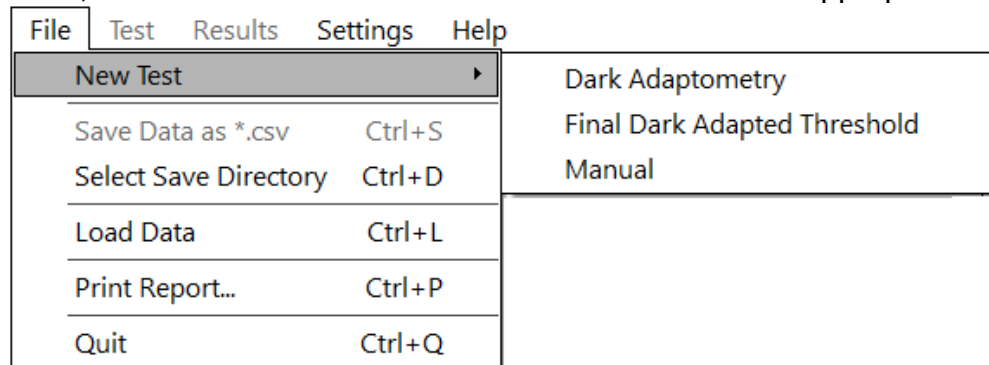 File Test Results Settings Help
New Test
Dark Adaptometry
Final Dark Adapted Threshold
Manual
Save Data as *.csv Ctrl+S
Select Save Directory Ctrl+D
Load Data Ctrl+L
Print Report... Ctrl+P
Quit Ctrl+Q